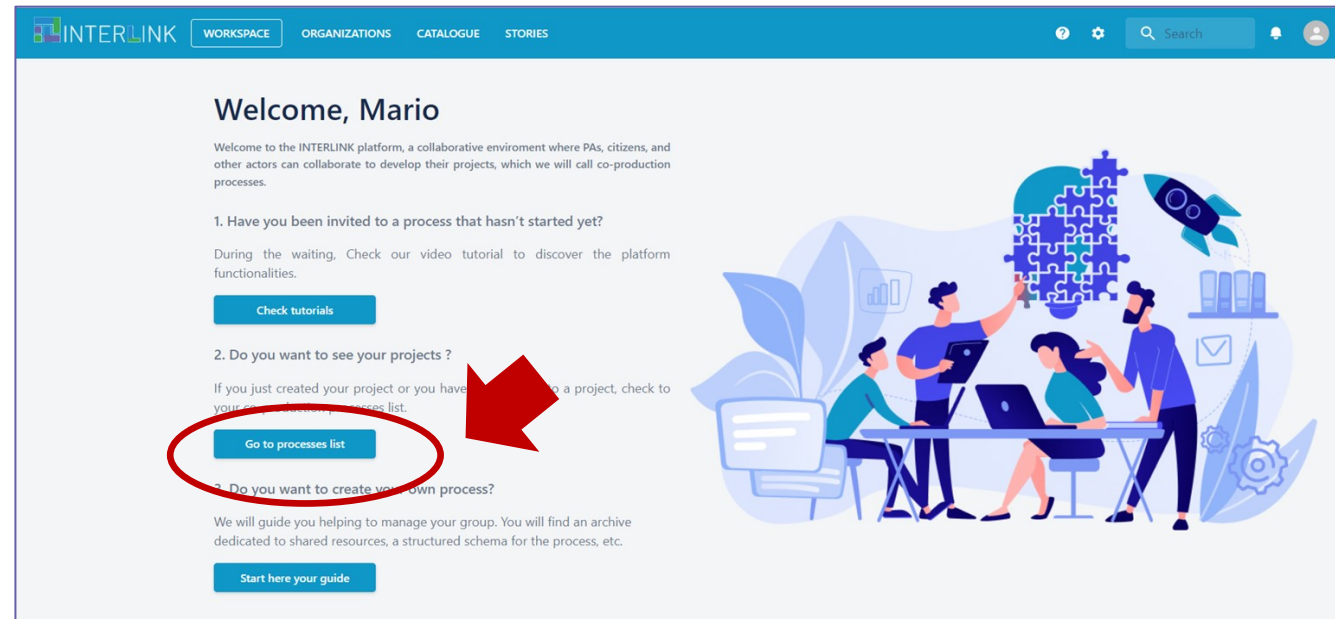 INTERLINK WORKSPACE ORGANIZATIONS CATALOGUE STORIES Search
Welcome, Mario
Welcome to the INTERLINK platform, a collaborative enviroment where PAs, citizens, and
other actors can collaborate to develop their projects, which we will call co-production
processes.
1. Have you been invited to a process that hasn't started yet?
During the waiting, Check our video tutorial to discover the platform
functionalities.
Check tutorials
2. Do you want to see your projects ?
If you just created your project or you have to a project, check to
your co-production processes list.
Go to processes list
3. Do you want to create your own process?
We will guide you helping to manage your group. You will find an archive
dedicated to shared resources, a structured schema for the process, etc.
Start here your guide